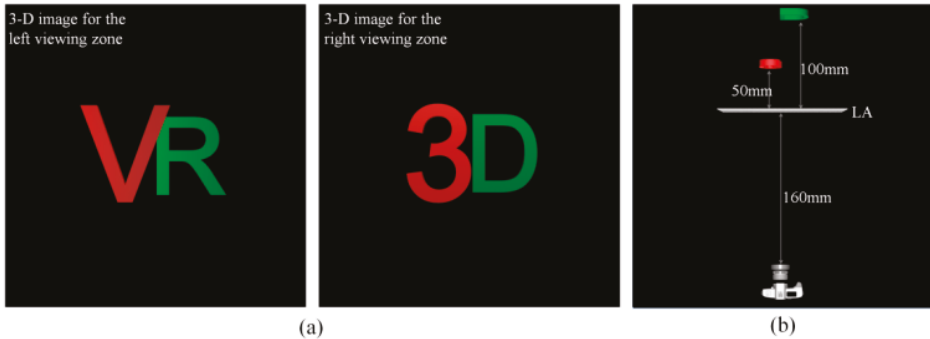 3-D image for the
left viewing zone
VR
3-D image for the
right viewing zone
3D
100mm
50mm
LA
160mm
(a)
(b)